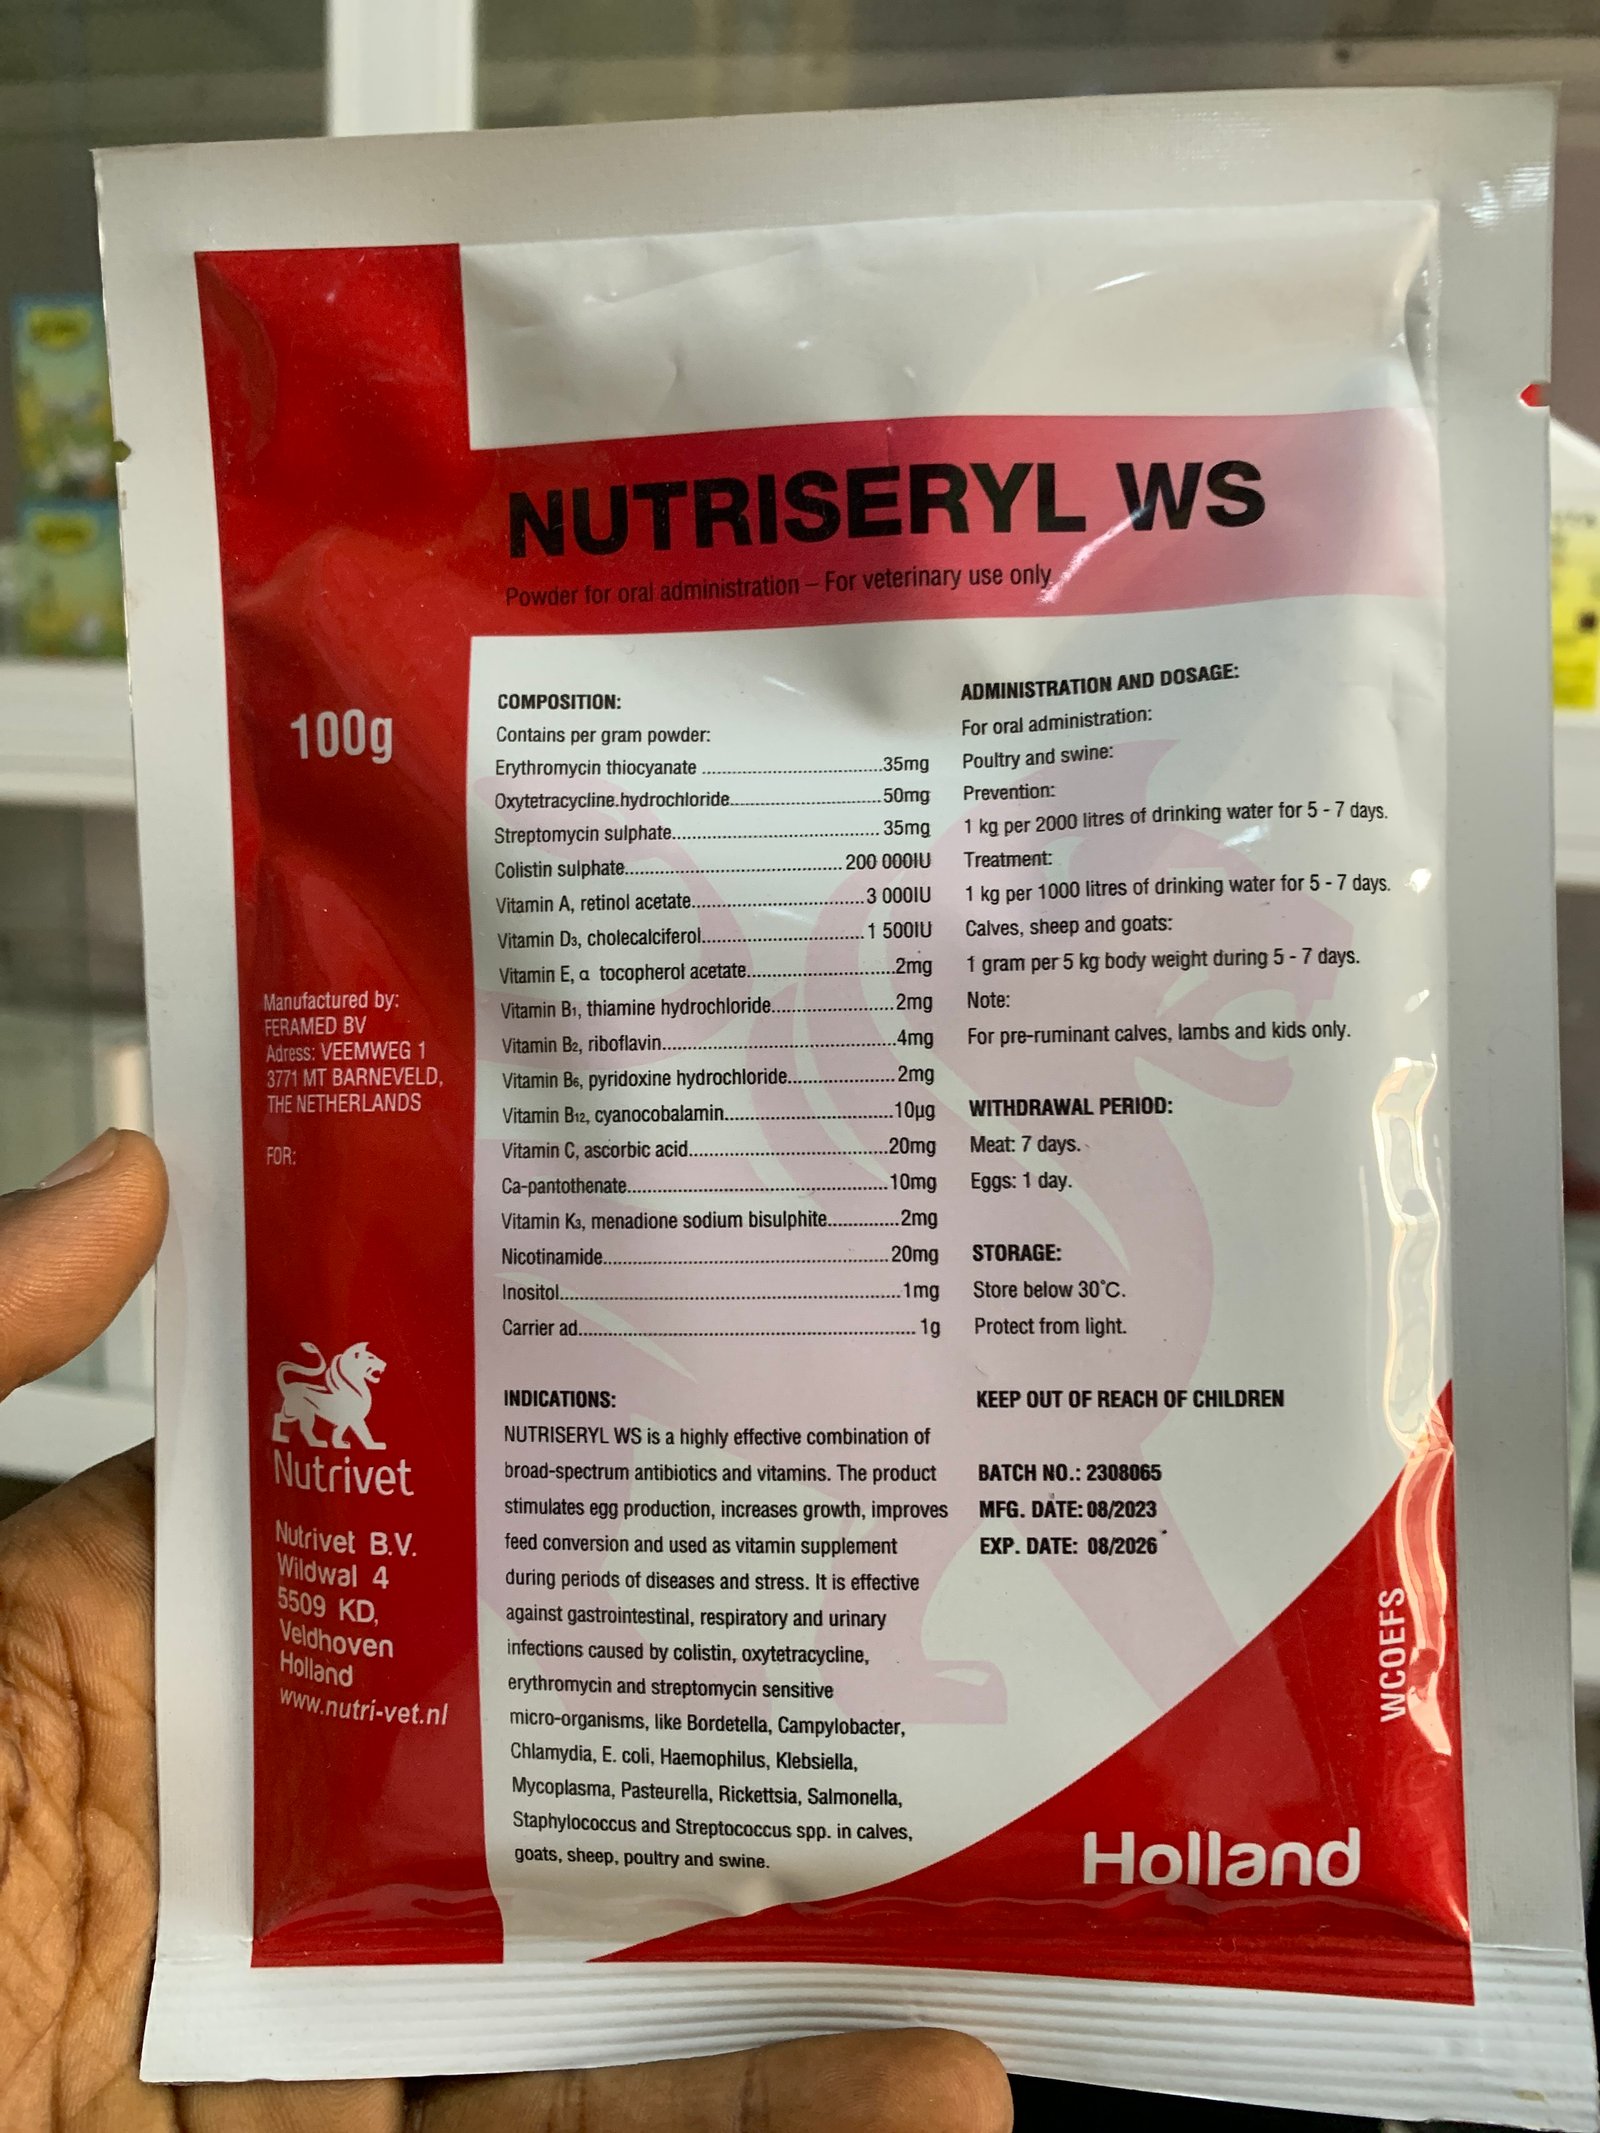 NUTRISERYL WS
Powder for oral administration – For veterinary use only
100g
Manufactured by:
FERAMED BV
Adress: VEEMWEG 1
3771 MT BARNEVELD,
THE NETHERLANDS
FOR:
Nutrivet
Nutrivet B.V.
Wildwal 4
5509 KD,
Veldhoven
Holland
www.nutri-vet.nl
COMPOSITION:
Contains per gram powder:
Erythromycin thiocyanate ........................................35mg
Oxytetracycline.hydrochloride.................................50mg
Streptomycin sulphate............................................. 35mg
Colistin sulphate............................................... 200 000IU
Vitamin A, retinol acetate.....................................3 000IU
Vitamin D₃, cholecalciferol...................................1 500IU
Vitamin E, α tocopherol acetate................................2mg
Vitamin B₁, thiamine hydrochloride..........................2mg
Vitamin B₂, riboflavin..................................................4mg
Vitamin B₆, pyridoxine hydrochloride.......................2mg
Vitamin B₁₂, cyanocobalamin....................................10µg
Vitamin C, ascorbic acid...........................................20mg
Ca-pantothenate........................................................10mg
Vitamin K₃, menadione sodium bisulphite...............2mg
Nicotinamide.............................................................20mg
Inositol.........................................................................1mg
Carrier ad.................................................................... 1g
INDICATIONS:
NUTRISERYL WS is a highly effective combination of
broad-spectrum antibiotics and vitamins. The product
stimulates egg production, increases growth, improves
feed conversion and used as vitamin supplement
during periods of diseases and stress. It is effective
against gastrointestinal, respiratory and urinary
infections caused by colistin, oxytetracycline,
erythromycin and streptomycin sensitive
micro-organisms, like Bordetella, Campylobacter,
Chlamydia, E. coli, Haemophilus, Klebsiella,
Mycoplasma, Pasteurella, Rickettsia, Salmonella,
Staphylococcus and Streptococcus spp. in calves,
goats, sheep, poultry and swine.
ADMINISTRATION AND DOSAGE:
For oral administration:
Poultry and swine:
Prevention:
1 kg per 2000 litres of drinking water for 5 - 7 days.
Treatment:
1 kg per 1000 litres of drinking water for 5 - 7 days.
Calves, sheep and goats:
1 gram per 5 kg body weight during 5 - 7 days.
Note:
For pre-ruminant calves, lambs and kids only.
WITHDRAWAL PERIOD:
Meat: 7 days.
Eggs: 1 day.
STORAGE:
Store below 30°C.
Protect from light.
KEEP OUT OF REACH OF CHILDREN
BATCH NO.: 2308065
MFG. DATE: 08/2023
EXP. DATE: 08/2026
WCOEFS
Holland